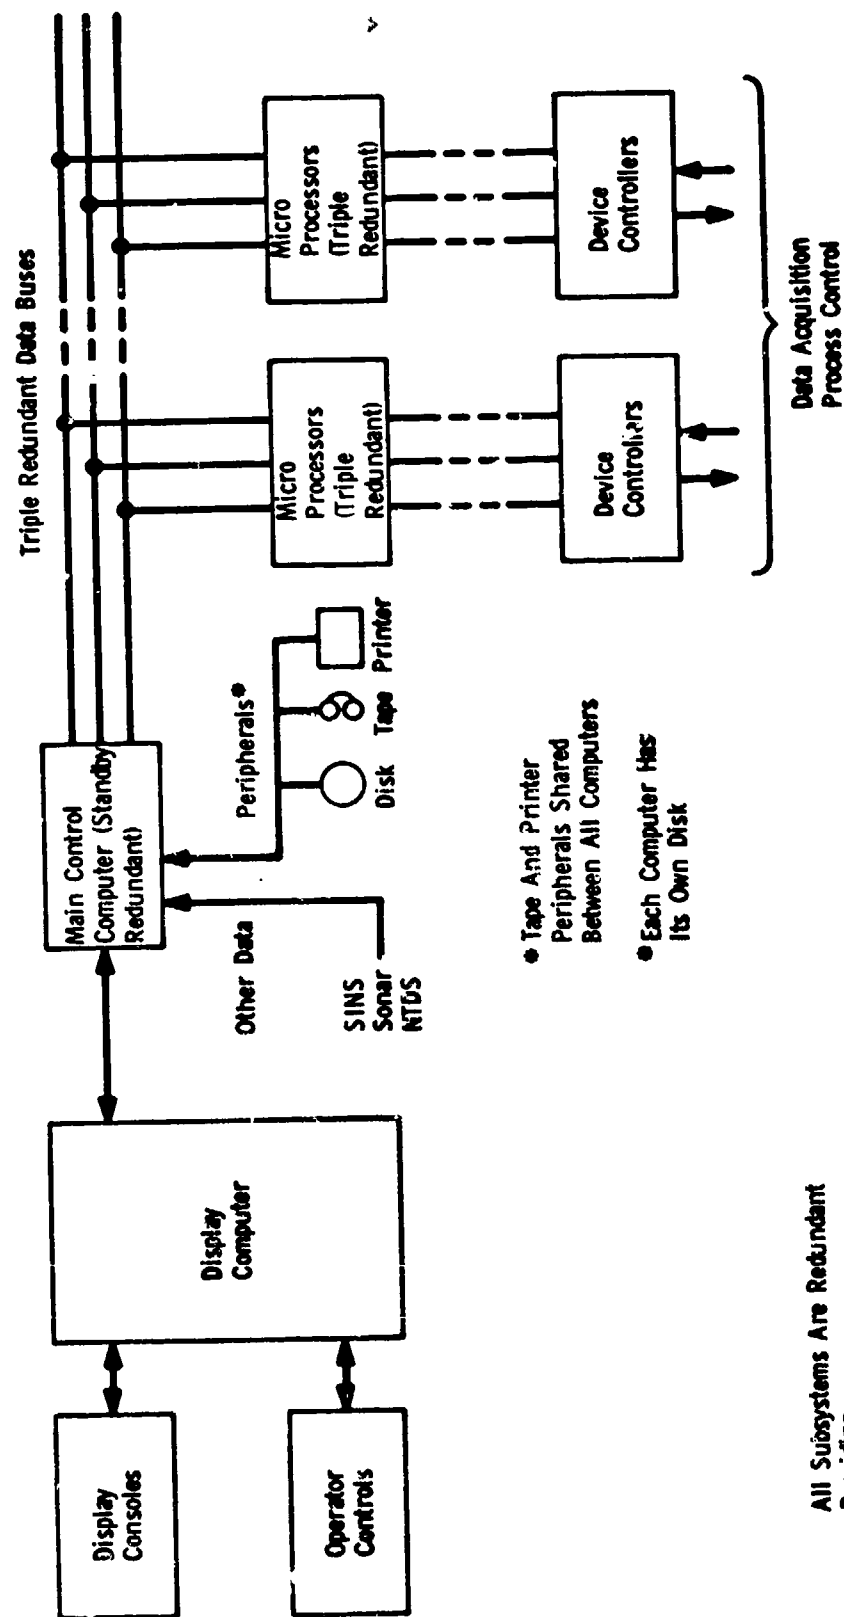 Triple Redundant Data Buses
Main Control
Computer (Standby
Redundant)
Micro
Processors
(Triple
Redundant)
Micro
Processors
(Triple
Redundant)
Display
Consoles
Display
Computer
Operator
Controls
Other Data
SINS
Sonar
NTDS
Peripherals*
Disk
Tape
Printer
Device
Controllers
Device
Controllers
Data Acquisition
Process Control
* Tape And Printer
Peripherals Shared
Between All Computers
* Each Computer Has
Its Own Disk
All Subsystems Are Redundant